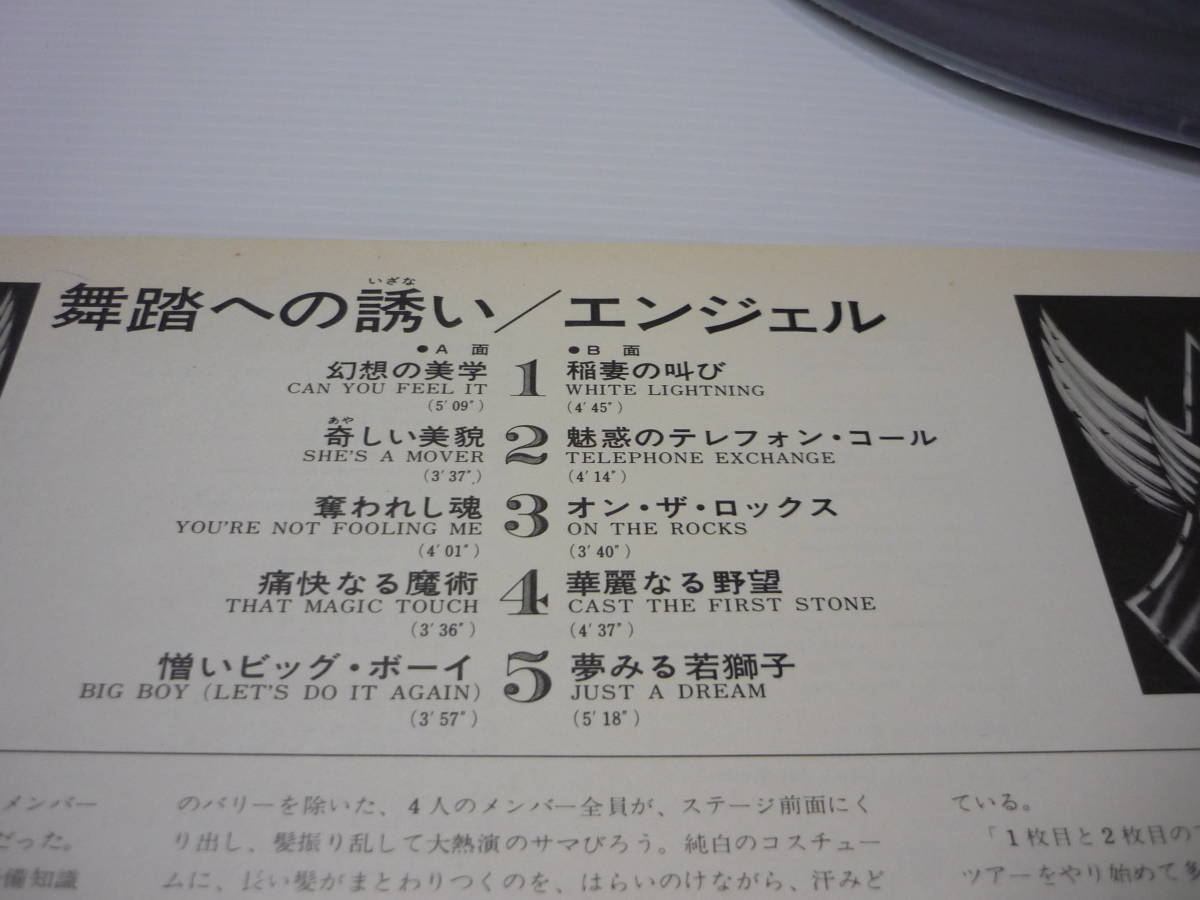 舞踏への誘い／エンジェル
いざな
●A面
幻想の美学
CAN YOU FEEL IT
(5′09″)
あや
奇しい美貌
SHE'S A MOVER
(3′37″)
奪われし魂
YOU'RE NOT FOOLING ME
(4′01″)
痛快なる魔術
THAT MAGIC TOUCH
(3′36″)
憎いビッグ・ボーイ
BIG BOY (LET'S DO IT AGAIN)
(3′57″)
1
2
3
4
5
●B面
稲妻の叫び
WHITE LIGHTNING
(4′45″)
魅惑のテレフォン・コール
TELEPHONE EXCHANGE
(4′14″)
オン・ザ・ロックス
ON THE ROCKS
(3′40″)
華麗なる野望
CAST THE FIRST STONE
(4′37″)
夢みる若獅子
JUST A DREAM
(5′18″)
メンバー
だった。
備知識
のバリーを除いた、4人のメンバー全員が、ステージ前面にく
り出し、髪振り乱して大熱演のサマびろう。純白のコスチュー
ムに、長い髪がまとわりつくのを、はらいのけながら、汗みど
ている。
「1枚目と2枚目の
ツアーをやり始めて多